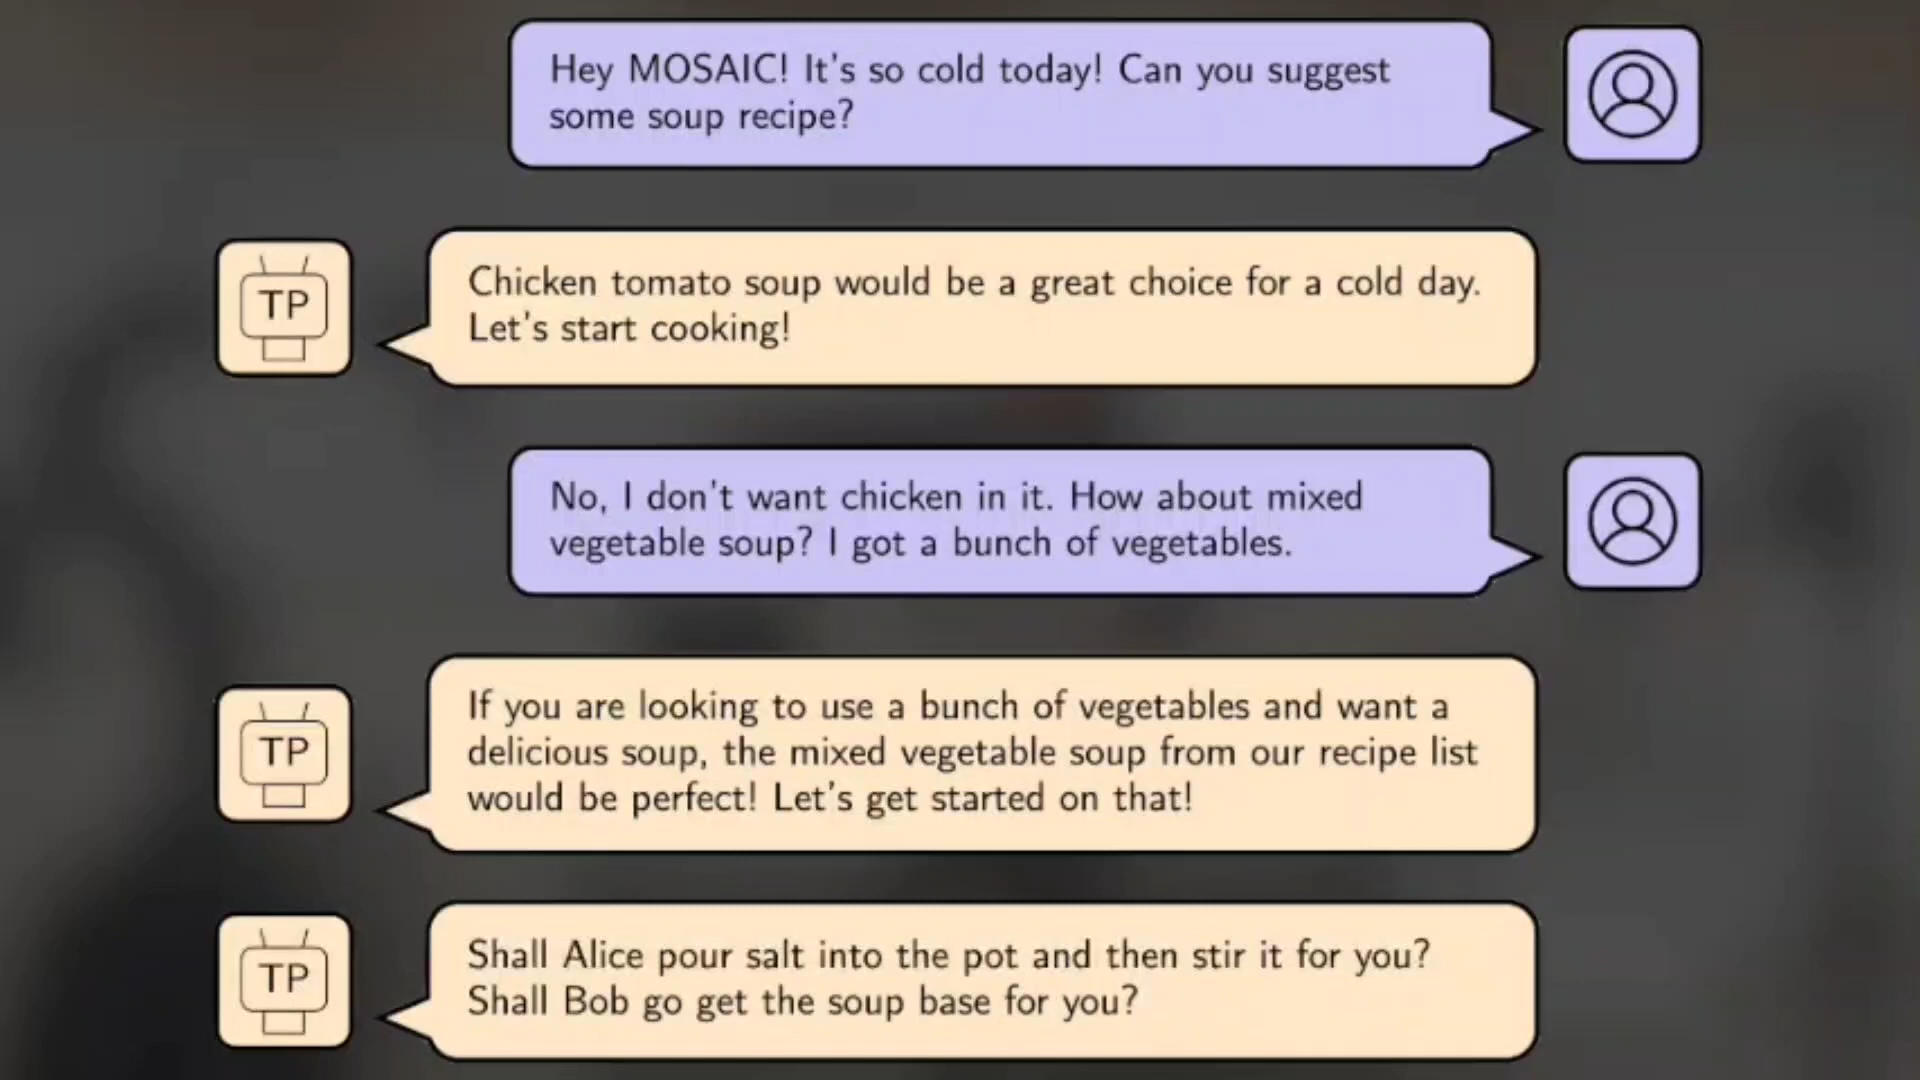 Hey MOSAIC! It's so cold today! Can you suggest
some soup recipe?
TP
Chicken tomato soup would be a great choice for a cold day.
Let's start cooking!
No, I don't want chicken in it. How about mixed
vegetable soup? I got a bunch of vegetables.
TP
If you are looking to use a bunch of vegetables and want a
delicious soup, the mixed vegetable soup from our recipe list
would be perfect! Let's get started on that!
TP
Shall Alice pour salt into the pot and then stir it for you?
Shall Bob go get the soup base for you?